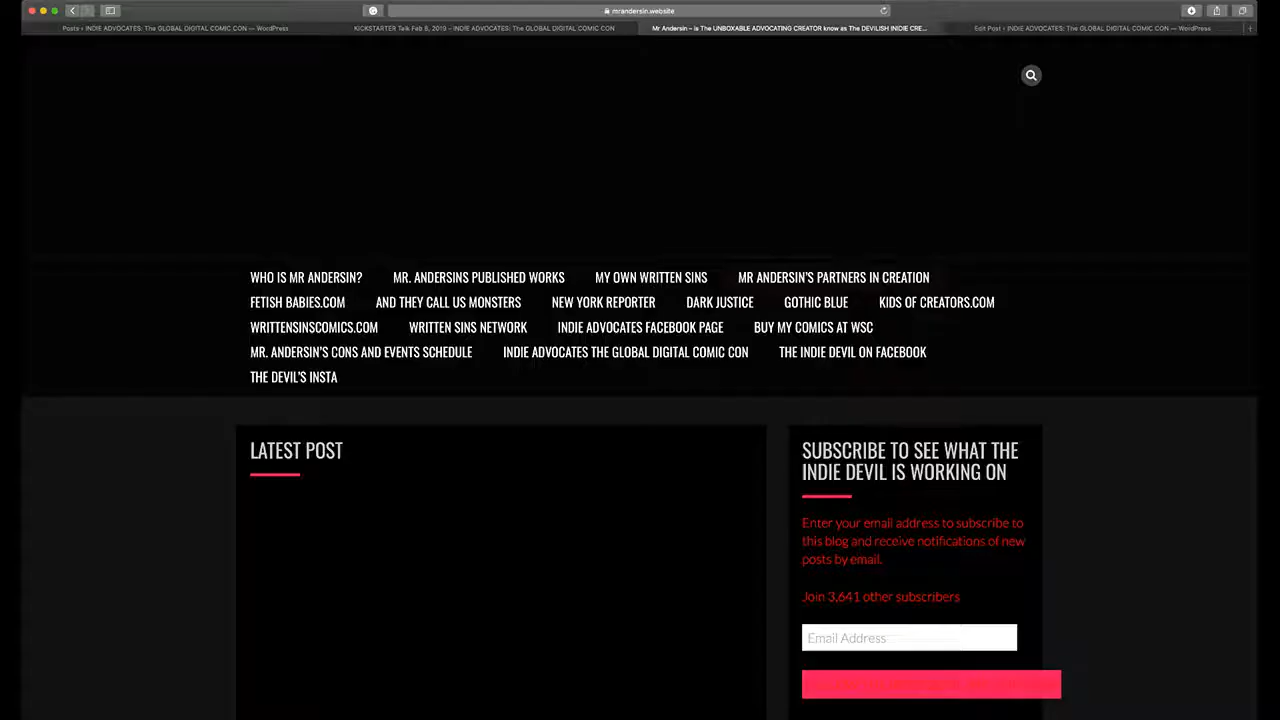 mrandersin.website
Posts ‹ INDIE ADVOCATES: The GLOBAL DIGITAL COMIC CON — WordPress
KICKSTARTER Talk Feb 8, 2019 – INDIE ADVOCATES: The GLOBAL DIGITAL COMIC CON
Mr Andersin – is The UNBOXABLE ADVOCATING CREATOR know as The DEVILISH INDIE CRE...
Edit Post ‹ INDIE ADVOCATES: The GLOBAL DIGITAL COMIC CON — WordPress
WHO IS MR ANDERSIN? MR. ANDERSINS PUBLISHED WORKS MY OWN WRITTEN SINS MR ANDERSIN'S PARTNERS IN CREATION
FETISH BABIES.COM AND THEY CALL US MONSTERS NEW YORK REPORTER DARK JUSTICE GOTHIC BLUE KIDS OF CREATORS.COM
WRITTENSINSCOMICS.COM WRITTEN SINS NETWORK INDIE ADVOCATES FACEBOOK PAGE BUY MY COMICS AT WSC
MR. ANDERSIN'S CONS AND EVENTS SCHEDULE INDIE ADVOCATES THE GLOBAL DIGITAL COMIC CON THE INDIE DEVIL ON FACEBOOK
THE DEVIL'S INSTA
LATEST POST
SUBSCRIBE TO SEE WHAT THE
INDIE DEVIL IS WORKING ON
Enter your email address to subscribe to
this blog and receive notifications of new
posts by email.
Join 3,641 other subscribers
Email Address